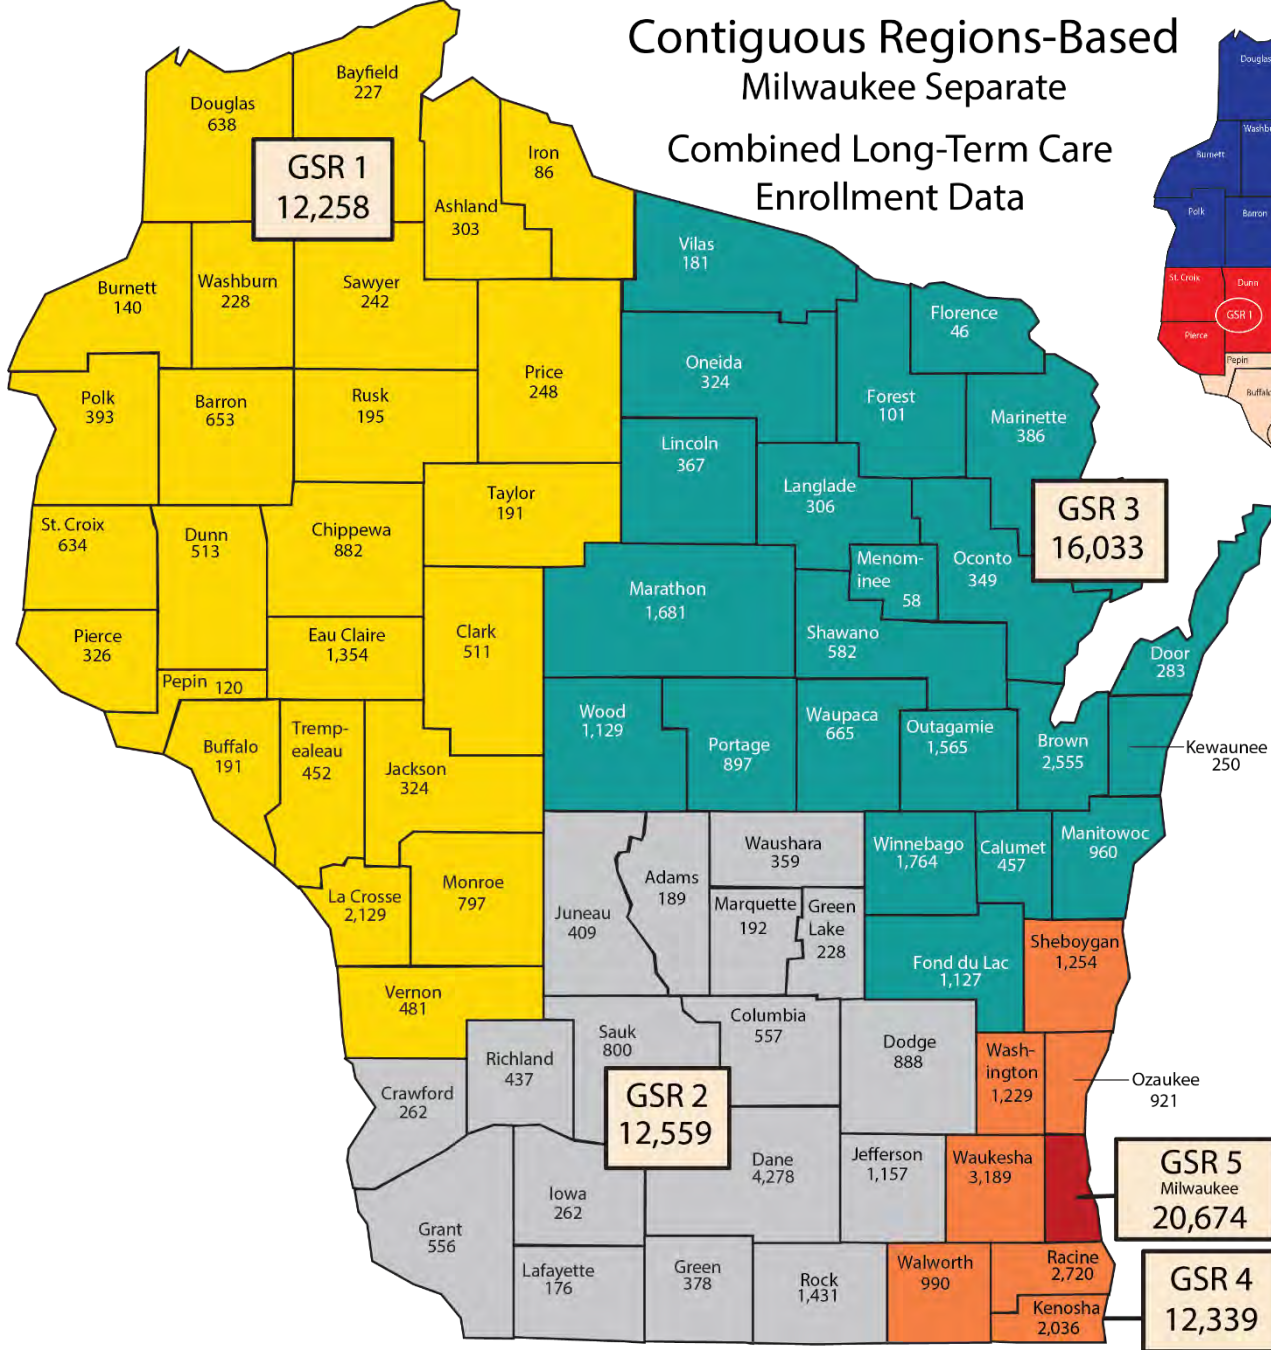 Contiguous Regions-Based
Milwaukee Separate
Combined Long-Term Care
Enrollment Data
Douglas
638
Bayfield
227
GSR 1
12,258
Ashland
303
Iron
86
Burnett
140
Washburn
228
Sawyer
242
Price
248
Polk
393
Barron
653
Rusk
195
Taylor
191
St. Croix
634
Dunn
513
Chippewa
882
Pierce
326
Eau Claire
1,354
Clark
511
Pepin 120
Buffalo
191
Tremp-
ealeau
452
Jackson
324
La Crosse
2,129
Monroe
797
Vernon
481
Vilas
181
Florence
46
Oneida
324
Forest
101
Marinette
386
Lincoln
367
Langlade
306
GSR 3
16,033
Marathon
1,681
Menom-
inee
58
Oconto
349
Shawano
582
Door
283
Wood
1,129
Portage
897
Waupaca
665
Outagamie
1,565
Brown
2,555
Kewaunee
250
Winnebago
1,764
Calumet
457
Manitowoc
960
Fond du Lac
1,127
Juneau
409
Adams
189
Waushara
359
Marquette
192
Green
Lake
228
Sauk
800
Columbia
557
Dodge
888
Richland
437
Crawford
262
GSR 2
12,559
Dane
4,278
Jefferson
1,157
Grant
556
Iowa
262
Lafayette
176
Green
378
Rock
1,431
Sheboygan
1,254
Wash-
ington
1,229
Ozaukee
921
Waukesha
3,189
GSR 5
Milwaukee
20,674
Walworth
990
Racine
2,720
Kenosha
2,036
GSR 4
12,339
Douglas
Washbu
Burnett
Polk
Barron
St. Croix
Dunn
GSR 1
Pierce
Pepin
Buffalo